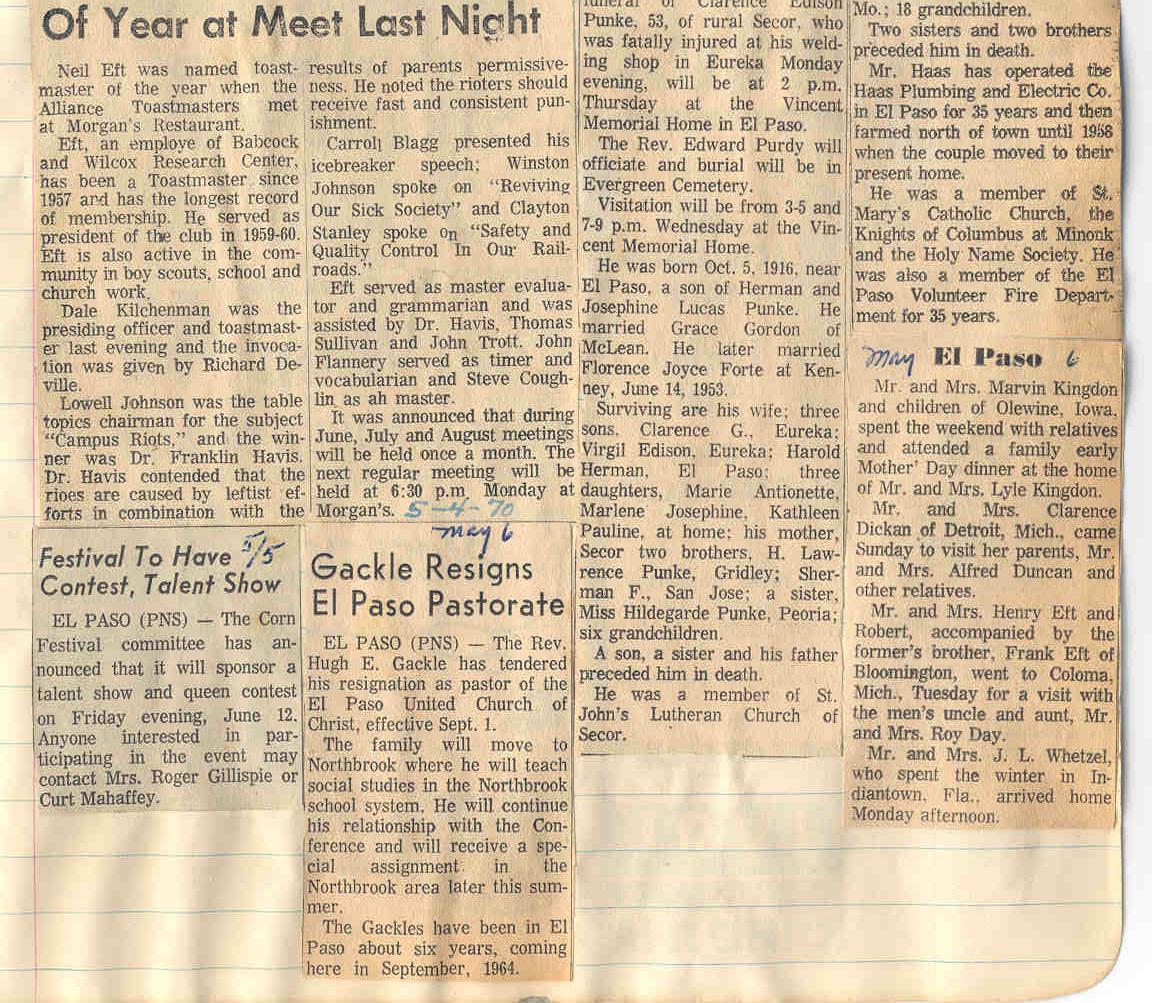 Of Year at Meet Last Night
Neil Eft was named toast-
master of the year when the
Alliance Toastmasters met
at Morgan's Restaurant.
Eft, an employe of Babcock
and Wilcox Research Center,
has been a Toastmaster since
1957 and has the longest record
of membership. He served as
president of the club in 1959-60.
Eft is also active in the com-
munity in boy scouts, school and
church work.
Dale Kilchenman was the
presiding officer and toastmast-
er last evening and the invoca-
tion was given by Richard De-
ville.
Lowell Johnson was the table
topics chairman for the subject
"Campus Riots," and the win-
ner was Dr. Franklin Havis.
Dr. Havis contended that the
rioes are caused by leftist ef-
forts in combination with the
results of parents permissive-
ness. He noted the rioters should
receive fast and consistent pun-
ishment.
Carroll Blagg presented his
icebreaker speech; Winston
Johnson spoke on "Reviving
Our Sick Society" and Clayton
Stanley spoke on "Safety and
Quality Control In Our Rail-
roads."
Eft served as master evalua-
tor and grammarian and was
assisted by Dr. Havis, Thomas
Sullivan and John Trott. John
Flannery served as timer and
vocabularian and Steve Cough-
lin as ah master.
It was announced that during
June, July and August meetings
will be held once a month. The
next regular meeting will be
held at 6:30 p.m. Monday at
Morgan's. 5-4-70
Festival To Have 5/5
Contest, Talent Show
EL PASO (PNS) — The Corn
Festival committee has an-
nounced that it will sponsor a
talent show and queen contest
on Friday evening, June 12.
Anyone interested in par-
ticipating in the event may
contact Mrs. Roger Gillispie or
Curt Mahaffey.
May 6
Gackle Resigns
El Paso Pastorate
EL PASO (PNS) — The Rev.
Hugh E. Gackle has tendered
his resignation as pastor of the
El Paso United Church of
Christ, effective Sept. 1.
The family will move to
Northbrook where he will teach
social studies in the Northbrook
school system. He will continue
his relationship with the Con-
ference and will receive a spe-
cial assignment in the
Northbrook area later this sum-
mer.
The Gackles have been in El
Paso about six years, coming
here in September, 1964.
funeral of Clarence Edison
Punke, 53, of rural Secor, who
was fatally injured at his weld-
ing shop in Eureka Monday
evening, will be at 2 p.m.
Thursday at the Vincent
Memorial Home in El Paso.
The Rev. Edward Purdy will
officiate and burial will be in
Evergreen Cemetery.
Visitation will be from 3-5 and
7-9 p.m. Wednesday at the Vin-
cent Memorial Home.
He was born Oct. 5, 1916, near
El Paso, a son of Herman and
Josephine Lucas Punke. He
married Grace Gordon of
McLean. He later married
Florence Joyce Forte at Ken-
ney, June 14, 1953.
Surviving are his wife; three
sons, Clarence G., Eureka;
Virgil Edison, Eureka; Harold
Herman, El Paso; three
daughters, Marie Antionette,
Marlene Josephine, Kathleen
Pauline, at home; his mother,
Secor two brothers, H. Law-
rence Punke, Gridley; Sher-
man F., San Jose; a sister,
Miss Hildegarde Punke, Peoria;
six grandchildren.
A son, a sister and his father
preceded him in death.
He was a member of St.
John's Lutheran Church of
Secor.
Mo.; 18 grandchildren.
Two sisters and two brothers
preceded him in death.
Mr. Haas has operated the
Haas Plumbing and Electric Co.
in El Paso for 35 years and then
farmed north of town until 1958
when the couple moved to their
present home.
He was a member of St.
Mary's Catholic Church, the
Knights of Columbus at Minonk
and the Holy Name Society. He
was also a member of the El
Paso Volunteer Fire Depart-
ment for 35 years.
May El Paso 6
Mr. and Mrs. Marvin Kingdon
and children of Olewine, Iowa,
spent the weekend with relatives
and attended a family early
Mother' Day dinner at the home
of Mr. and Mrs. Lyle Kingdon.
Mr. and Mrs. Clarence
Dickan of Detroit, Mich., came
Sunday to visit her parents, Mr.
and Mrs. Alfred Duncan and
other relatives.
Mr. and Mrs. Henry Eft and
Robert, accompanied by the
former's brother, Frank Eft of
Bloomington, went to Coloma,
Mich., Tuesday for a visit with
the men's uncle and aunt, Mr.
and Mrs. Roy Day.
Mr. and Mrs. J. L. Whetzel,
who spent the winter in In-
diantown, Fla., arrived home
Monday afternoon.